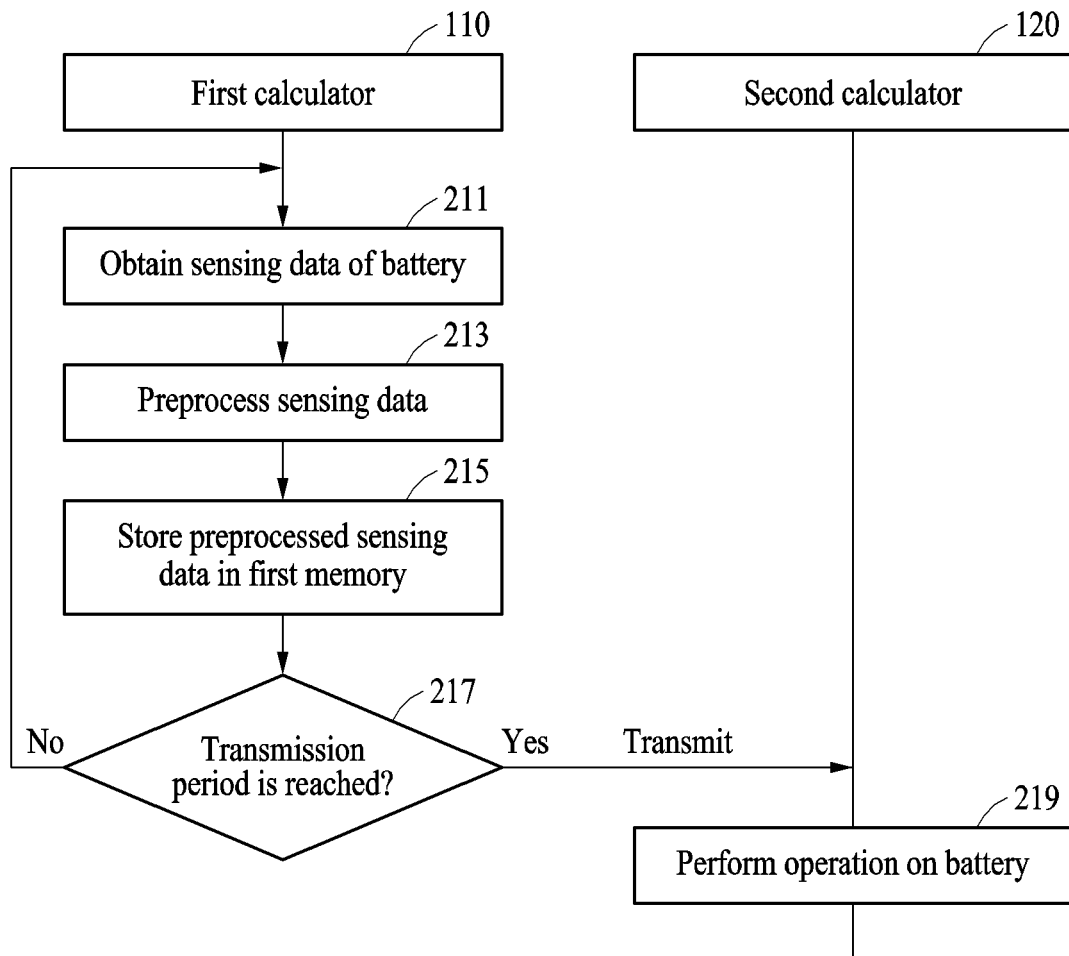 110
120
First calculator
Second calculator
211
Obtain sensing data of battery
213
Preprocess sensing data
215
Store preprocessed sensing
data in first memory
217
No
Transmission
period is reached?
Yes
Transmit
219
Perform operation on battery